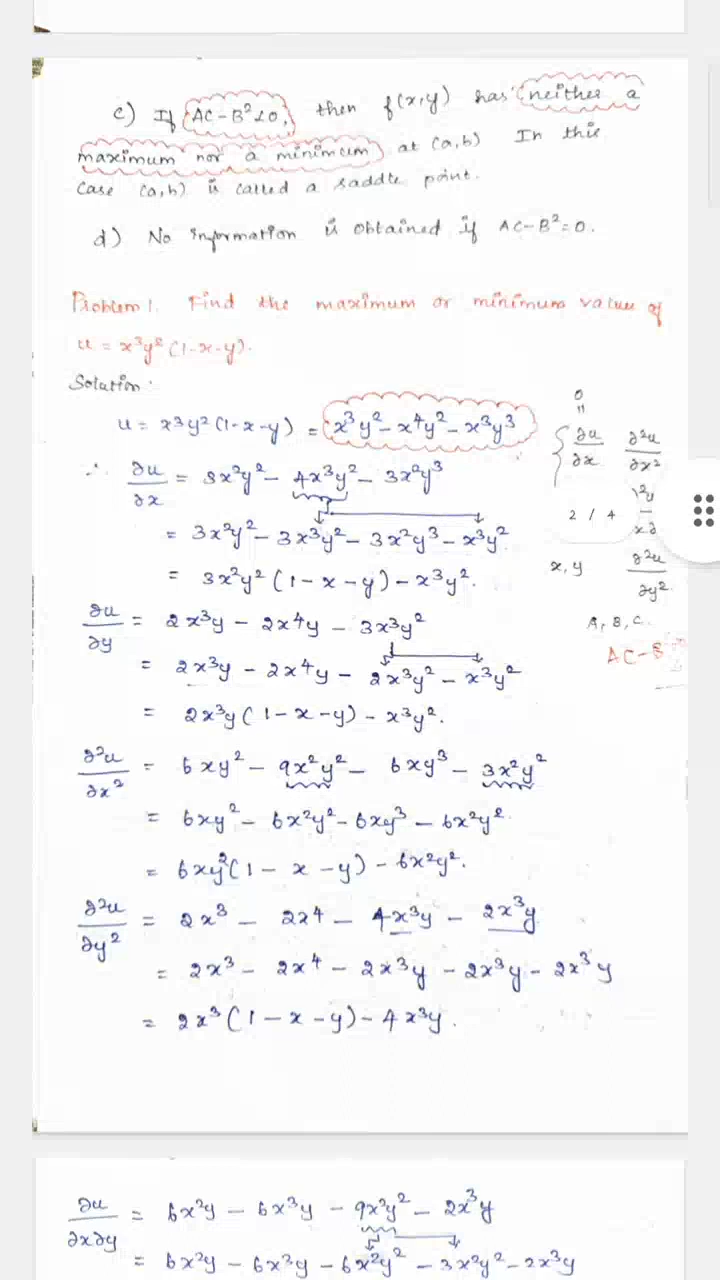 c) If AC-B²<0, then f(x,y) has neither a
maximum nor a minimum at (a,b) In this
case (a,b) is called a saddle point.
d) No information is obtained if AC-B²=0.
Problem 1. Find the maximum or minimum value of
u = x³y² (1-x-y).
Solution:
u = x³y² (1-x-y) = x³y² - x⁴y² - x³y³
∴ ∂u/∂x = 3x²y² - 4x³y² - 3x²y³
= 3x²y² - 3x³y² - 3x²y³ - x³y²
= 3x²y² (1-x-y) - x³y².
∂u/∂y = 2x³y - 2x⁴y - 3x³y²
= 2x³y - 2x⁴y - 2x³y² - x³y²
= 2x³y (1-x-y) - x³y².
∂²u/∂x² = 6xy² - 9x²y² - 6xy³ - 3x²y²
= 6xy² - 6x²y² - 6xy³ - 6x²y².
= 6xy²(1-x-y) - 6x²y².
∂²u/∂y² = 2x³ - 2x⁴ - 4x³y - 2x³y
= 2x³ - 2x⁴ - 2x³y - 2x³y - 2x³y
= 2x³ (1-x-y) - 4x³y.
0
=
∂u/∂x ∂²u/∂x²
2 / 4
x, y ∂²u/∂y²
A, B, C.
AC-B
∂u/∂x∂y = 6x²y - 6x³y - 9x²y² - 2x³y
= 6x²y - 6x³y - 6x²y² - 3x²y² - 2x³y